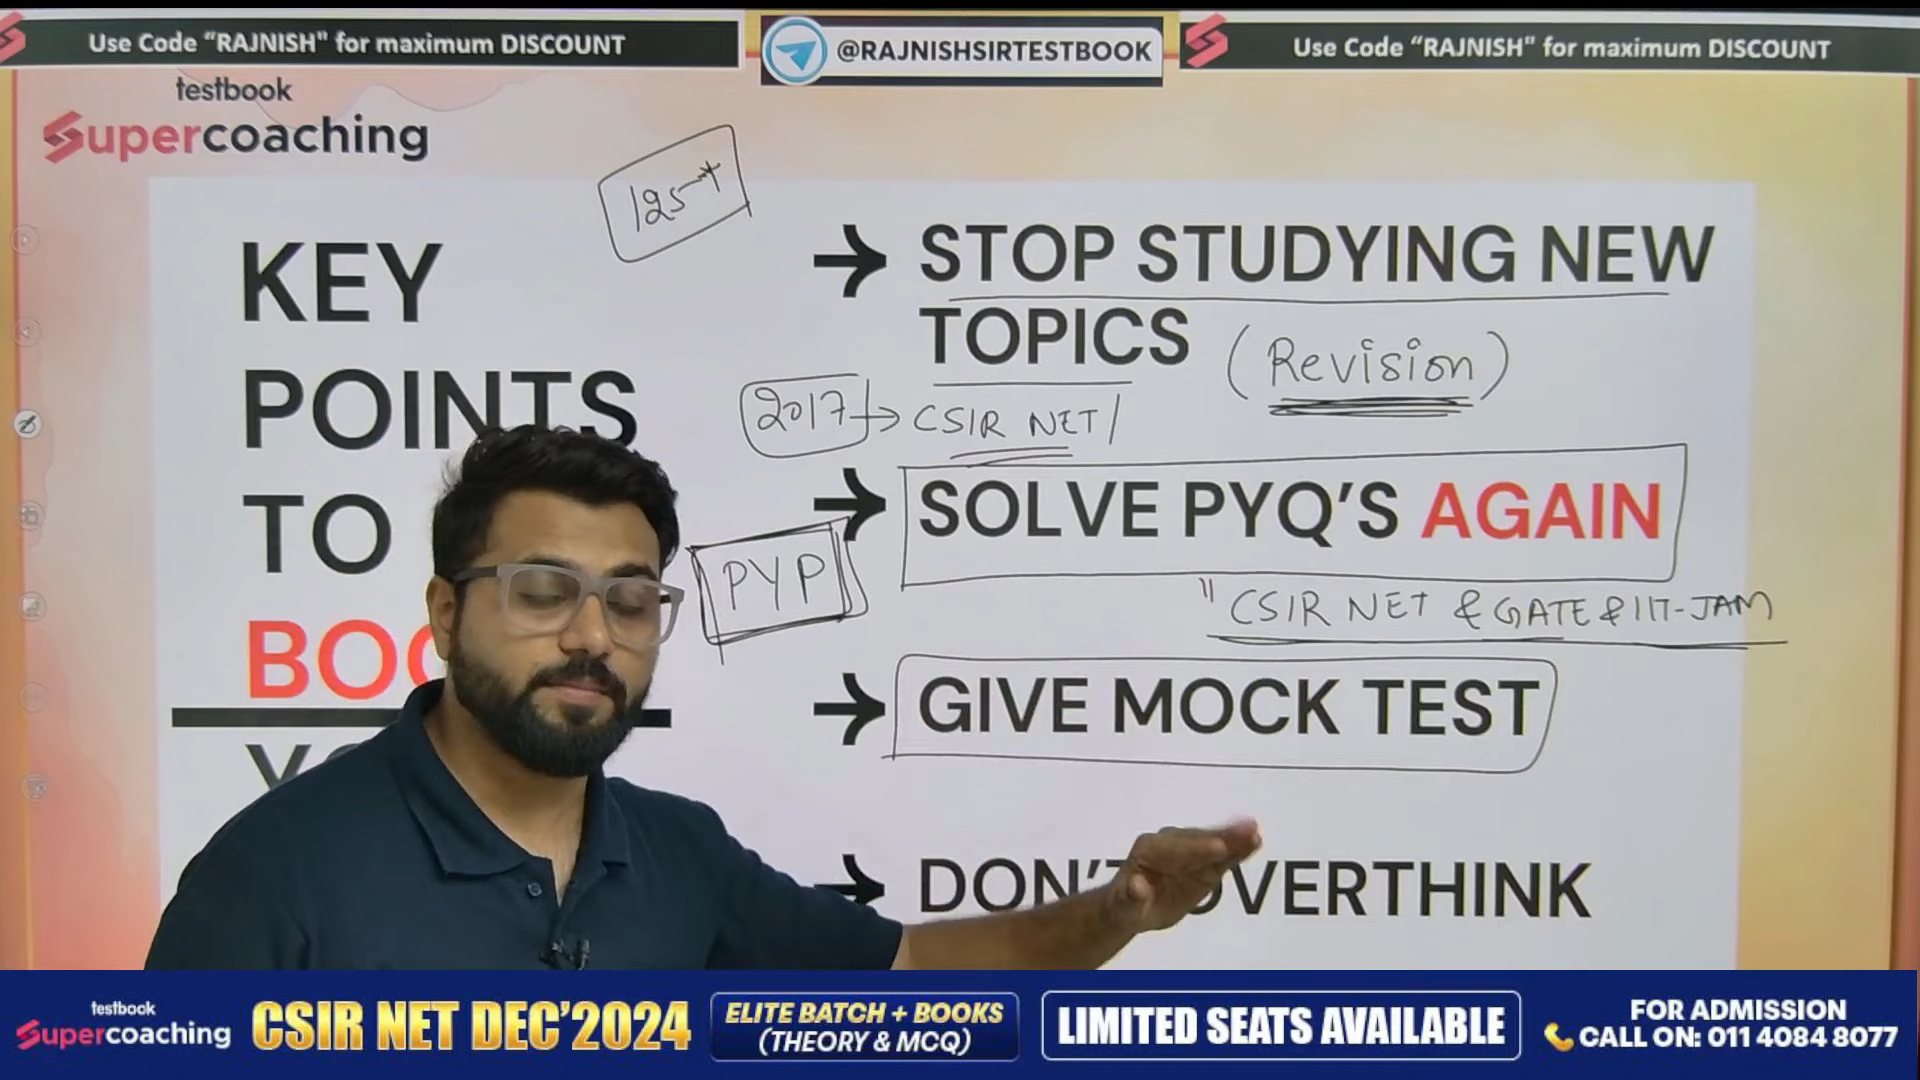 Use Code “RAJNISH" for maximum DISCOUNT
@RAJNISHSIRTESTBOOK
Use Code “RAJNISH" for maximum DISCOUNT
testbook
Supercoaching
KEY
POINTS
TO
BOO
STOP STUDYING NEW
TOPICS (Revision)
2017 → CSIR NET/
SOLVE PYQ’S AGAIN
PYP
" CSIR NET & GATE & IIT-JAM
GIVE MOCK TEST
DON’T OVERTHINK
testbook
Supercoaching
CSIR NET DEC’2024
ELITE BATCH + BOOKS
(THEORY & MCQ)
LIMITED SEATS AVAILABLE
FOR ADMISSION
CALL ON: 011 4084 8077